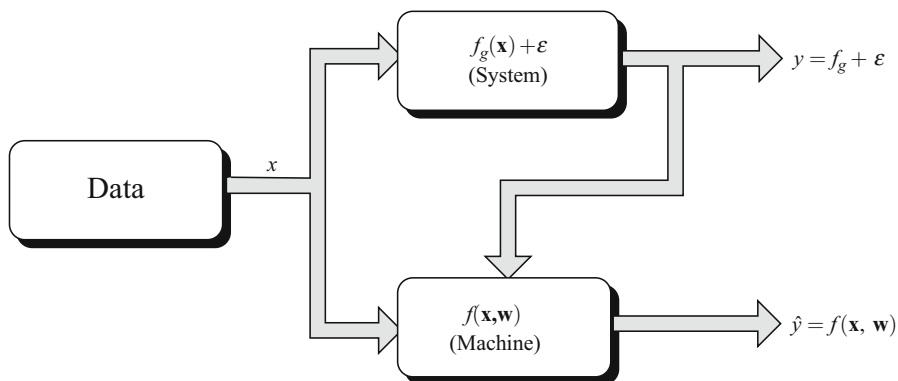 f_g(x) + ε
(System)
y = f_g + ε
x
Data
f(x,w)
(Machine)
ŷ = f(x, w)